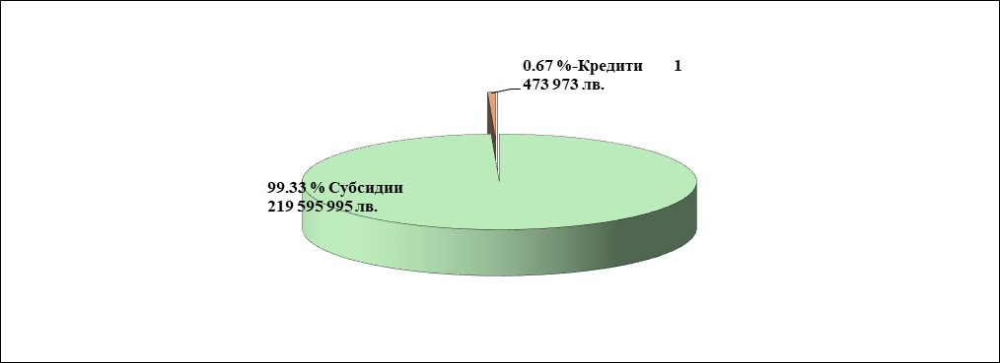 0.67 %-Кредити 1
473 973 лв.
99.33 % Субсидии
219 595 995 лв.